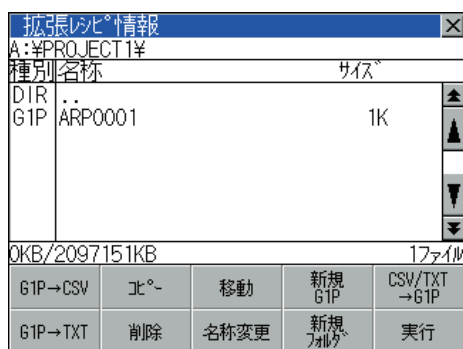 拡張ﾚｼﾋﾟ情報
A:¥PROJECT1¥
種別 名称 ｻｲｽﾞ
DIR ..
G1P ARP0001 1K
0KB/2097151KB 1ﾌｧｲﾙ
G1P→CSV ｺﾋﾟｰ 移動 新規G1P CSV/TXT→G1P
G1P→TXT 削除 名称変更 新規ﾌｫﾙﾀﾞ 実行